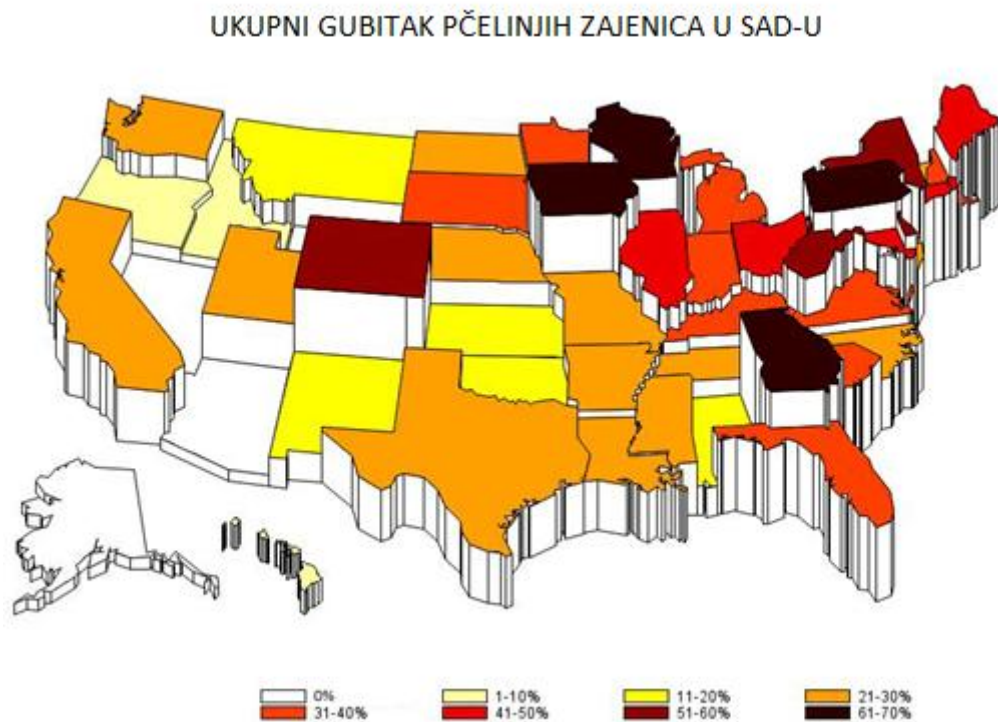 UKUPNI GUBITAK PČELINJIH ZAJENICA U SAD-U
0% 1-10% 11-20% 21-30%
31-40% 41-50% 51-60% 61-70%